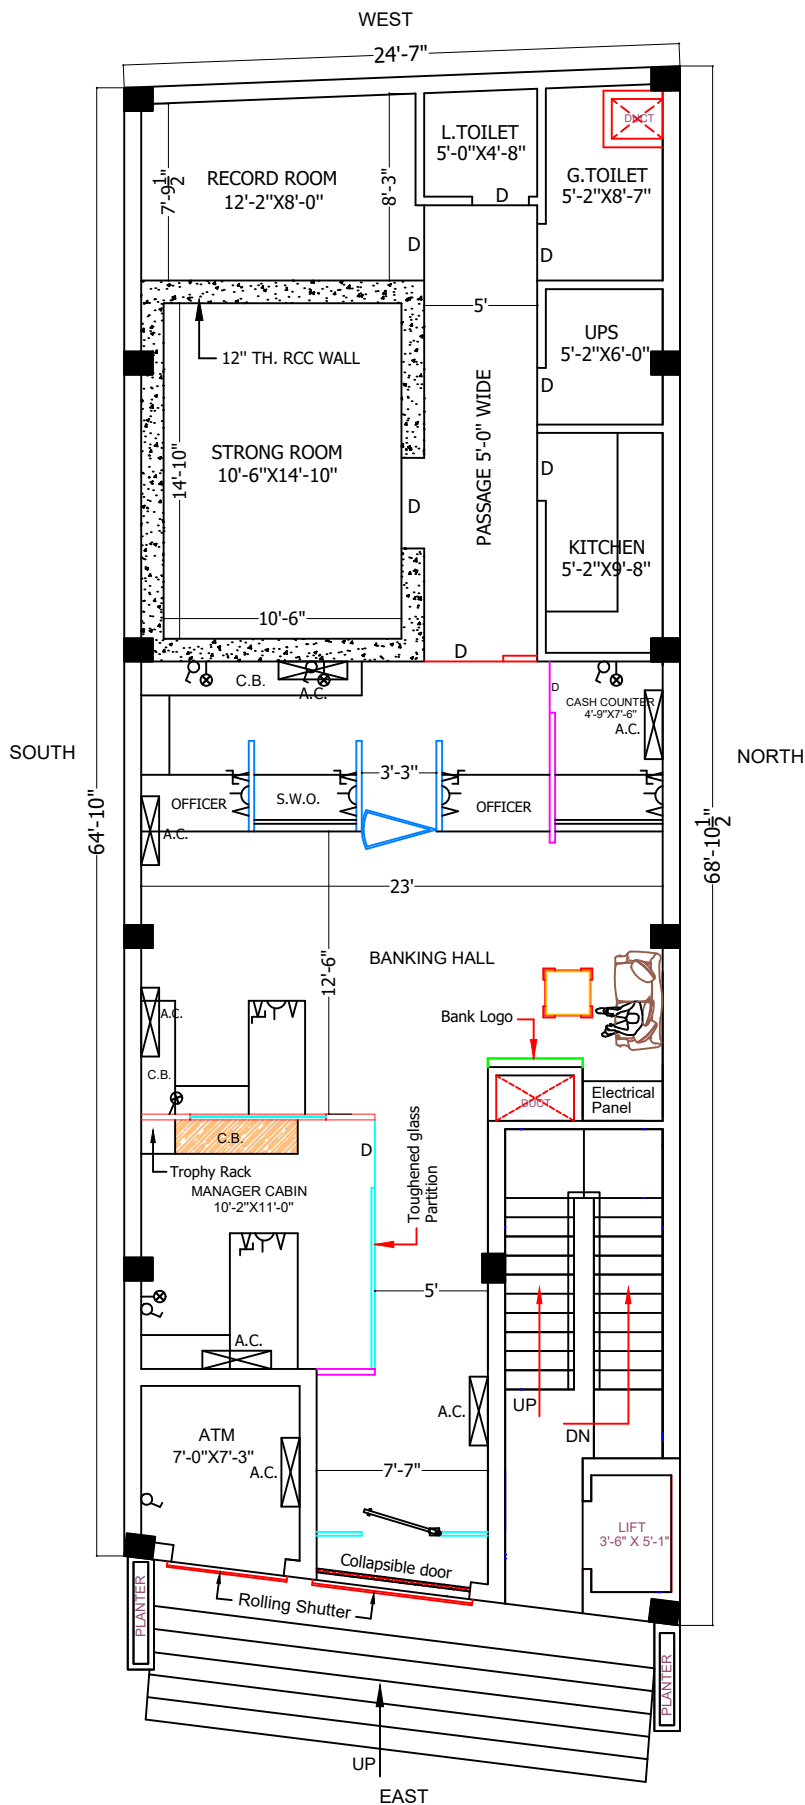 WEST
24'-7"
DUCT
L.TOILET
5'-0"X4'-8"
G.TOILET
5'-2"X8'-7"
RECORD ROOM
12'-2"X8'-0"
7'-9 1/2"
8'-3"
D
D
D
5'
UPS
5'-2"X6'-0"
12" TH. RCC WALL
D
PASSAGE 5'-0" WIDE
STRONG ROOM
10'-6"X14'-10"
14'-10"
D
D
KITCHEN
5'-2"X9'-8"
10'-6"
D
C.B.
A.C.
D
CASH COUNTER
4'-9"X7'-6"
A.C.
SOUTH
NORTH
3'-3"
OFFICER
S.W.O.
OFFICER
A.C.
64'-10"
68'-10 1/2"
23'
12'-6"
BANKING HALL
A.C.
Bank Logo
C.B.
Electrical
Panel
DUCT
C.B.
D
Toughened glass
Partition
Trophy Rack
MANAGER CABIN
10'-2"X11'-0"
5'
A.C.
UP
DN
A.C.
ATM
7'-0"X7'-3"
A.C.
7'-7"
LIFT
3'-6" X 5'-1"
Collapsible door
Rolling Shutter
PLANTER
PLANTER
UP
EAST